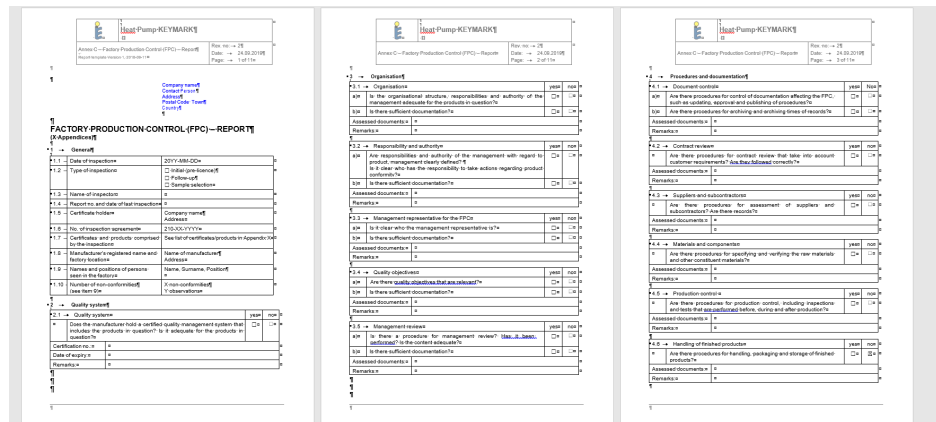 Heat-Pump-KEYMARK¶
¤
Annex C—Factory·Production·Control·(FPC)—Report¶
Report template Version 1, 2019-09-11¤
Rev. no: → 2¶
Date: → 24.09.2019¶
Page: → 1 of 11¤
¶
¶
Company name¶
Contact Person¶
Address¶
Postal Code Town¶
Country¶
¶
¶
FACTORY·PRODUCTION·CONTROL·(FPC)—REPORT¶
(X·Appendices)¶
¶
1 → General¶
1.1 Date of inspection¤ 20YY-MM-DD¤
1.2 Type of inspection¤ ☐ Initial (pre-licence)¶
☐ Follow-up¶
☐ Sample selection¤
1.3 Name of inspector¤ ¤
1.4 Report no. and date of last inspection¤ ¤
1.5 Certificate holder¤ Company name¶
Address¤
1.6 No. of inspection agreement¤ 210-XX-YYYY¤
1.7 Certificates and products comprised by the inspection¤ See list of certificates/products in Appendix X¤
1.8 Manufacturer's registered name and factory location¤ Name of manufacturer¶
Address¤
1.9 Names and positions of persons seen in the factory¤ Name, Surname, Position¶
¤
1.10 Number of non-conformities¶ X·non-conformities¶
(see item 9)¤ Y·observations¤
¶
2 → Quality system¶
2.1 → Quality system¤ yes¤ no¤
¤ Does the manufacturer hold a certified quality management system that
includes the products in question? Is it adequate for the products in
question?¤ ☐¤ ☐¤
Certification no.:¤ ¤
Date of expiry:¤ ¤
Remarks:¤ ¤
¶
¶
¶
¶
Heat-Pump-KEYMARK¶
¤
Annex C—Factory·Production·Control·(FPC)—Report¤
Rev. no: → 2¶
Date: → 24.09.2019¶
Page: → 2 of 11¤
¶
3 → Organisation¶
3.1 → Organisation¤ yes¤ no¤
a)¤ Is the organisational structure, responsibilities and authority of the
management adequate for the products in question?¤ ☐¤ ☐¤
b)¤ Is there sufficient documentation?¤ ☐¤ ☐¤
Assessed documents:¤ ¤
Remarks:¤ ¤
¶
3.2 → Responsibility and authority¤ yes¤ no¤
a)¤ Are responsibilities and authority of the management with regard to
product, management clearly defined? ¶
Is it clear who has the responsibility to take actions regarding product
conformity?¤ ☐¤ ☐¤
b)¤ Is there sufficient documentation?¤ ☐¤ ☐¤
Assessed documents:¤ ¤
Remarks:¤ ¤
¶
3.3 → Management representative for the FPC¤ yes¤ no¤
a)¤ Is it clear who the management representative is?¤ ☐¤ ☐¤
b)¤ Is there sufficient documentation?¤ ☐¤ ☐¤
Assessed documents:¤ ¤
Remarks:¤ ¤
¶
3.4 → Quality objectives¤ yes¤ no¤
a)¤ Are there quality objectives that are relevant?¤ ☐¤ ☐¤
b)¤ Is there sufficient documentation?¤ ☐¤ ☐¤
Assessed documents:¤ ¤
Remarks:¤ ¤
¶
3.5 → Management review¤ yes¤ no¤
a)¤ Is there a procedure for management review? Has it been
performed? Is the content adequate?¤ ☐¤ ☐¤
b)¤ Is there sufficient documentation?¤ ☐¤ ☐¤
Assessed documents:¤ ¤
Remarks:¤ ¤
¶
¶
¶
¶
Heat-Pump-KEYMARK¶
¤
Annex C—Factory·Production·Control·(FPC)—Report¤
Rev. no: → 2¶
Date: → 24.09.2019¶
Page: → 3 of 11¤
¶
4 → Procedures and documentation¶
4.1 → Document control¤ yes¤ No¤
a)¤ Are there procedures for control of documentation affecting the FPC,
such as updating, approval and publishing of procedures?¤ ☐¤ ☐¤
b)¤ Are there procedures for archiving and archiving times of records?¤ ☐¤ ☐¤
Assessed documents:¤ ¤
Remarks:¤ ¤
¶
4.2 → Contract review¤ yes¤ no¤
¤ Are there procedures for contract review that take into account
customer requirements? Are they followed correctly?¤ ☐¤ ☐¤
Assessed documents:¤ ¤
Remarks:¤ ¤
¶
4.3 → Suppliers and subcontractors¤ yes¤ no¤
¤ Are there procedures for assessment of suppliers and
subcontractors? Are there records?¤ ☐¤ ☐¤
Assessed documents:¤ ¤
Remarks:¤ ¤
¶
4.4 → Materials and components¤ yes¤ no¤
¤ Are there procedures for specifying and verifying the raw materials
and other constituent materials?¤ ☐¤ ☐¤
Assessed documents:¤ ¤
Remarks:¤ ¤
¶
4.5 → Production control¤ yes¤ no¤
¤ Are there procedures for production control, including inspections
and tests that are performed before, during and after production?¤ ☐¤ ☐¤
Assessed documents:¤ ¤
Remarks:¤ ¤
¶
4.6 → Handling of finished products¤ yes¤ no¤
¤ Are there procedures for handling, packaging and storage of finished
products?¤ ☐¤ ☒¤
Assessed documents:¤ ¤
Remarks:¤ ¤
¶
¶